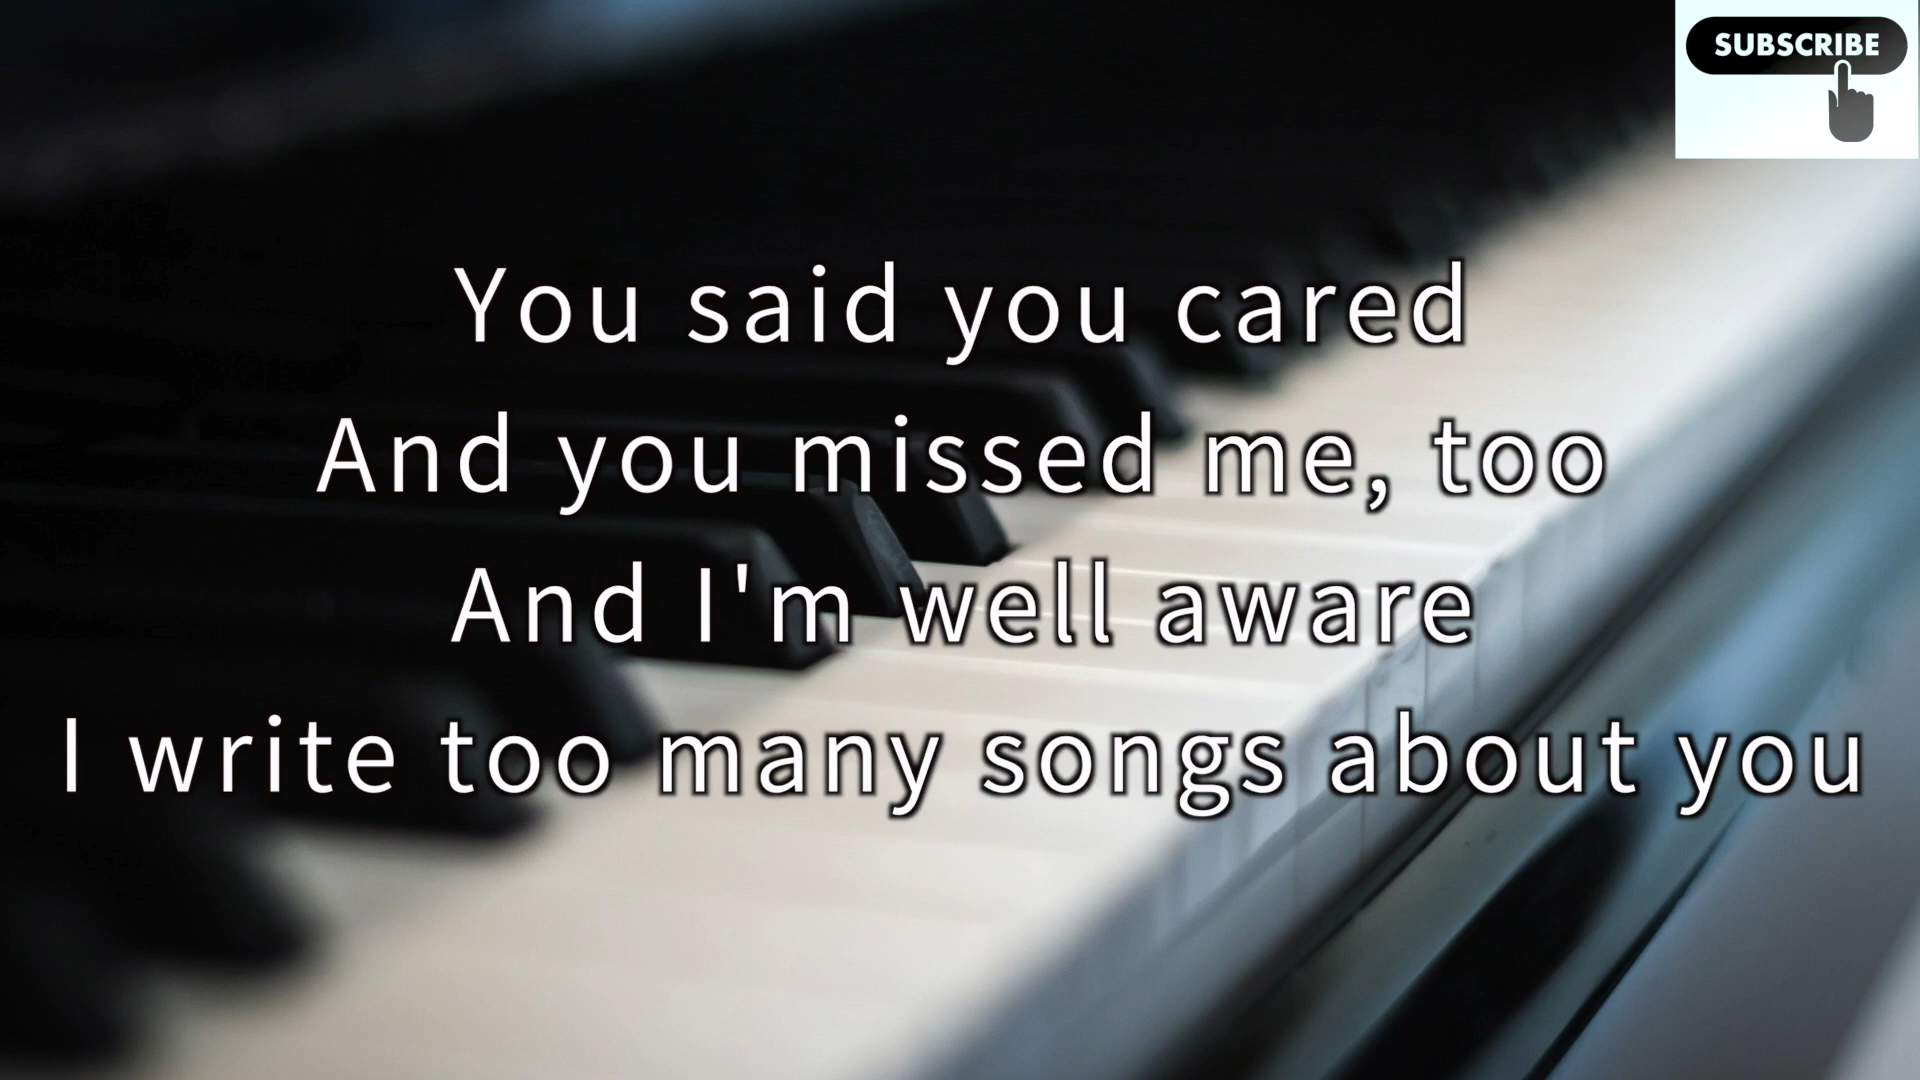 SUBSCRIBE
You said you cared
And you missed me, too
And I'm well aware
I write too many songs about you